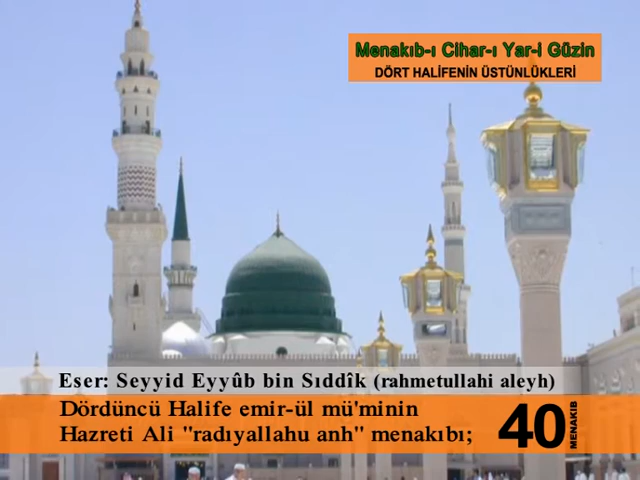 Menakıb-ı Cihar-ı Yar-i Güzin
DÖRT HALİFENİN ÜSTÜNLÜKLERİ
Eser: Seyyid Eyyûb bin Sıddîk (rahmetullahi aleyh)
Dördüncü Halife emir-ül mü'minin
Hazreti Ali "radıyallahu anh" menakıbı;
40
MENAKIB